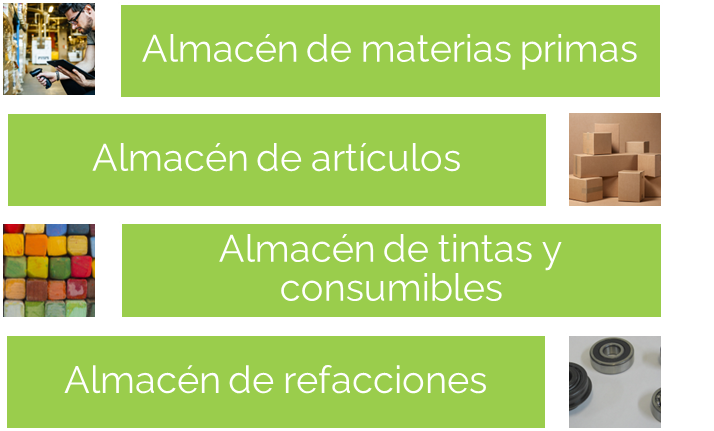 Almacén de materias primas
Almacén de artículos
Almacén de tintas y
consumibles
Almacén de refacciones